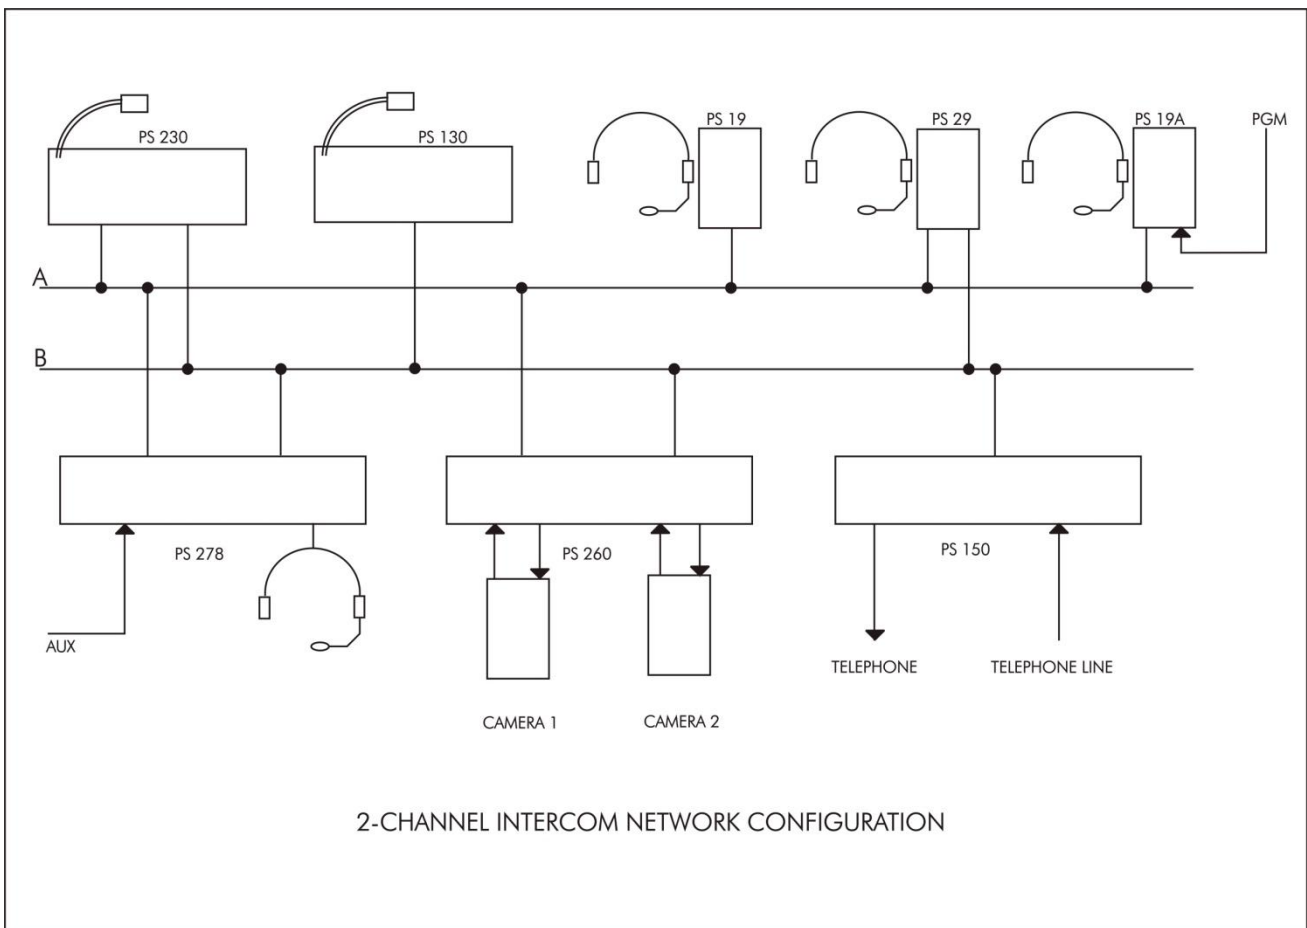 PS 230
PS 130
PS 19
PS 29
PS 19A
PGM
A
B
PS 278
PS 260
PS 150
AUX
TELEPHONE
TELEPHONE LINE
CAMERA 1
CAMERA 2
2-CHANNEL INTERCOM NETWORK CONFIGURATION